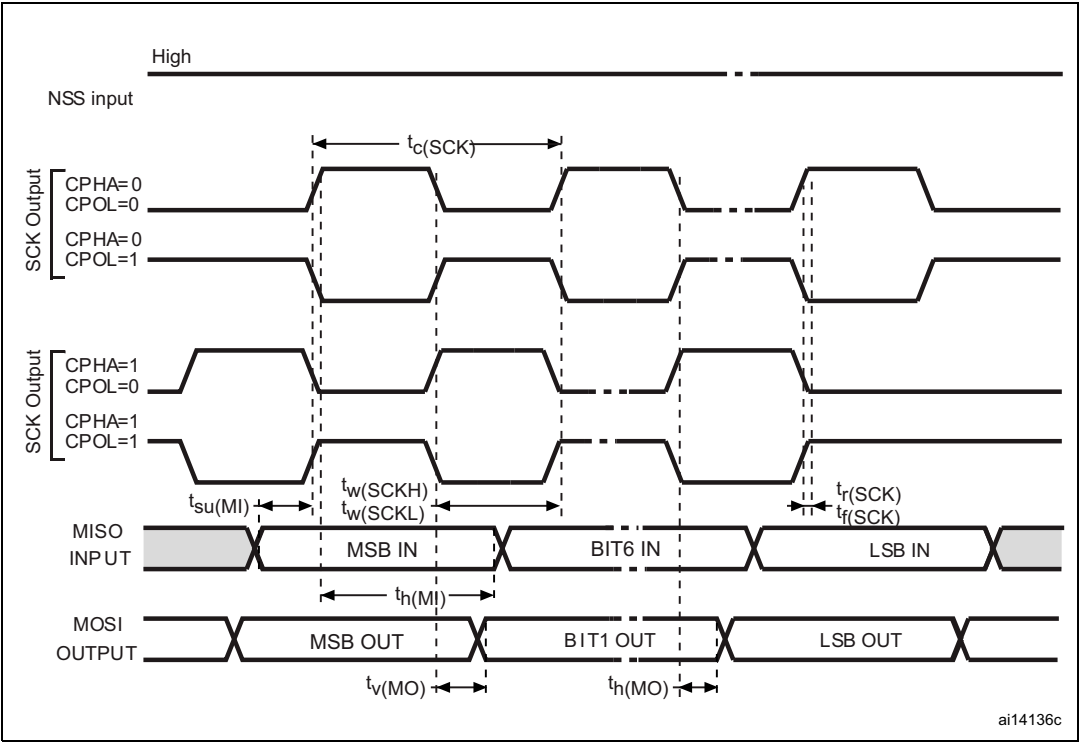 High
NSS input
tc(SCK)
SCK Output
CPHA=0
CPOL=0
CPHA=0
CPOL=1
SCK Output
CPHA=1
CPOL=0
CPHA=1
CPOL=1
tsu(MI)
tw(SCKH)
tw(SCKL)
tr(SCK)
tf(SCK)
MISO
INPUT
MSB IN
BIT6 IN
LSB IN
th(MI)
MOSI
OUTPUT
MSB OUT
BIT1 OUT
LSB OUT
tv(MO)
th(MO)
ai14136c